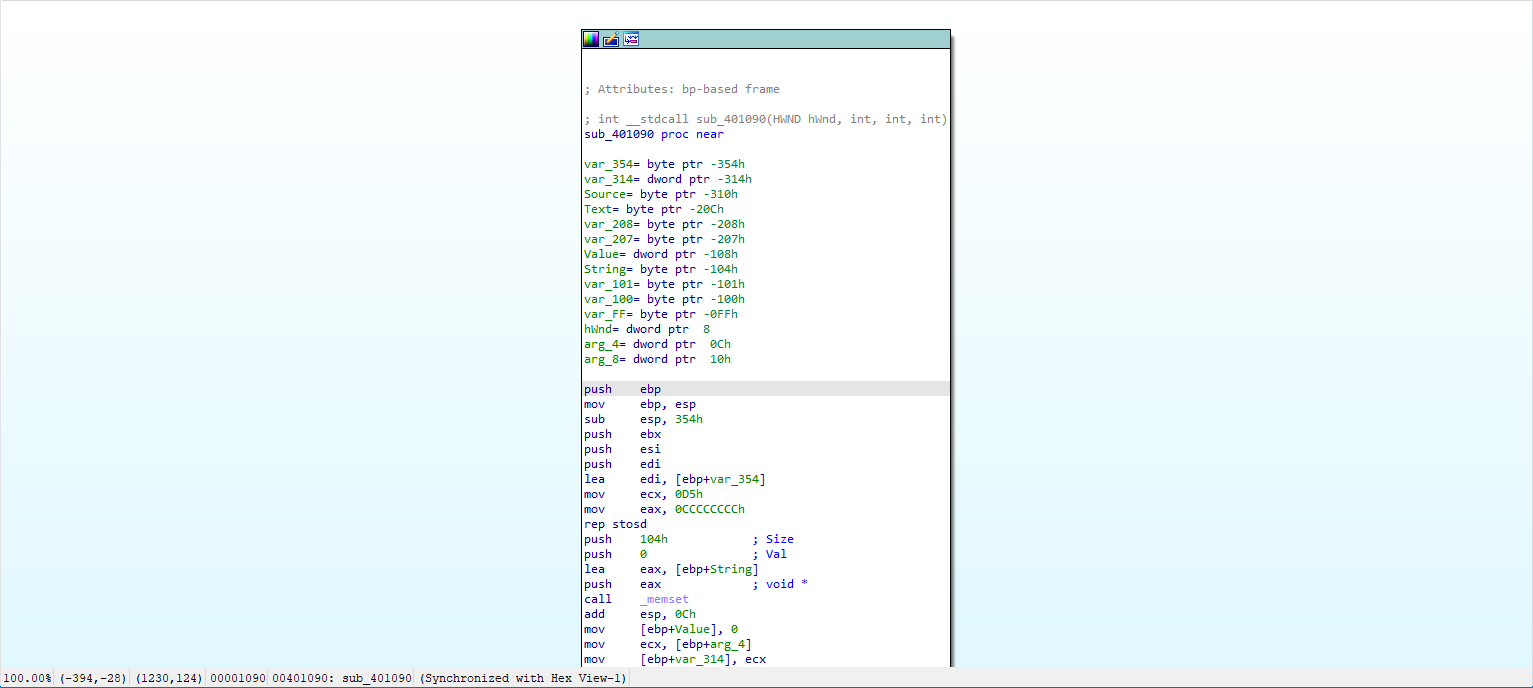 ; Attributes: bp-based frame
; int __stdcall sub_401090(HWND hWnd, int, int, int)
sub_401090 proc near
var_354= byte ptr -354h
var_314= dword ptr -314h
Source= byte ptr -310h
Text= byte ptr -20Ch
var_208= byte ptr -208h
var_207= byte ptr -207h
Value= dword ptr -108h
String= byte ptr -104h
var_101= byte ptr -101h
var_100= byte ptr -100h
var_FF= byte ptr -0FFh
hWnd= dword ptr  8
arg_4= dword ptr  0Ch
arg_8= dword ptr  10h
push    ebp
mov     ebp, esp
sub     esp, 354h
push    ebx
push    esi
push    edi
lea     edi, [ebp+var_354]
mov     ecx, 0D5h
mov     eax, 0CCCCCCCCh
rep stosd
push    104h            ; Size
push    0               ; Val
lea     eax, [ebp+String]
push    eax             ; void *
call    _memset
add     esp, 0Ch
mov     [ebp+Value], 0
mov     ecx, [ebp+arg_4]
mov     [ebp+var_314], ecx
100.00% (-394,-28) (1230,124) 00001090 00401090: sub_401090 (Synchronized with Hex View-1)